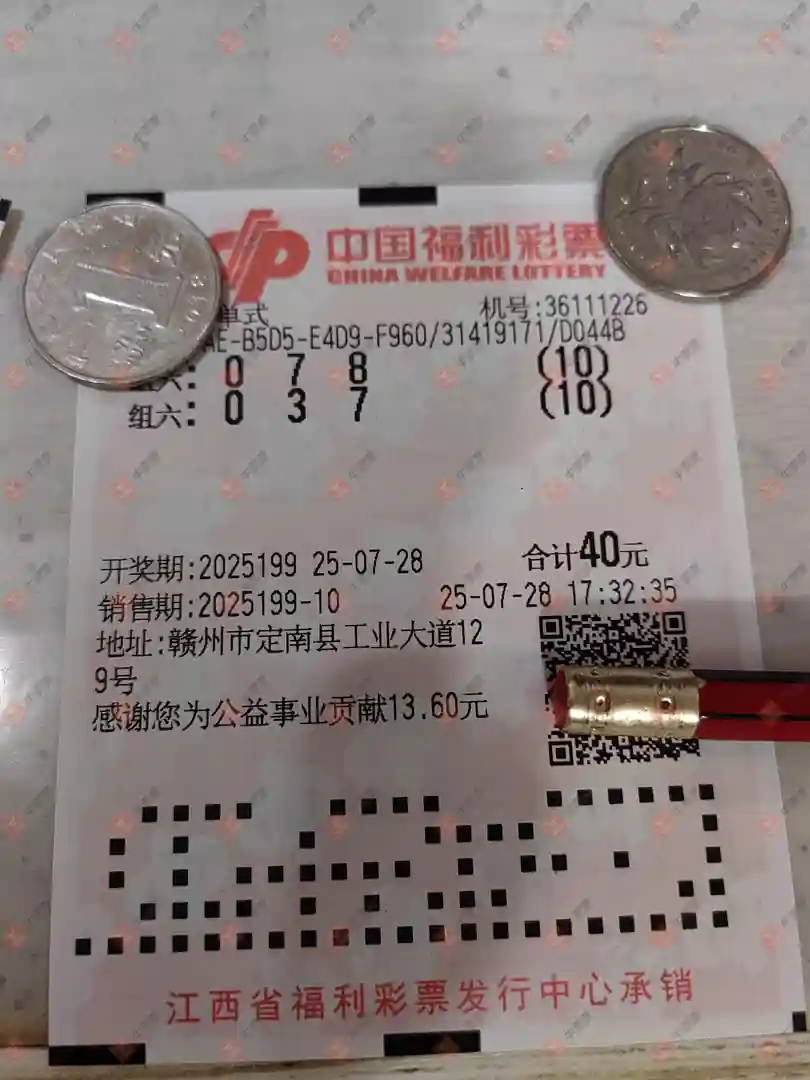 中国福利彩票
CHINA WELFARE LOTTERY
单式 机号:36111226
AE-B5D5-E4D9-F960/31419171/D044B
组六: 0 7 8 (10)
组六: 0 3 7 (10)
开奖期:2025199 25-07-28 合计40元
销售期:2025199-10 25-07-28 17:32:35
地址:赣州市定南县工业大道12
9号
感谢您为公益事业贡献13.60元
江西省福利彩票发行中心承销